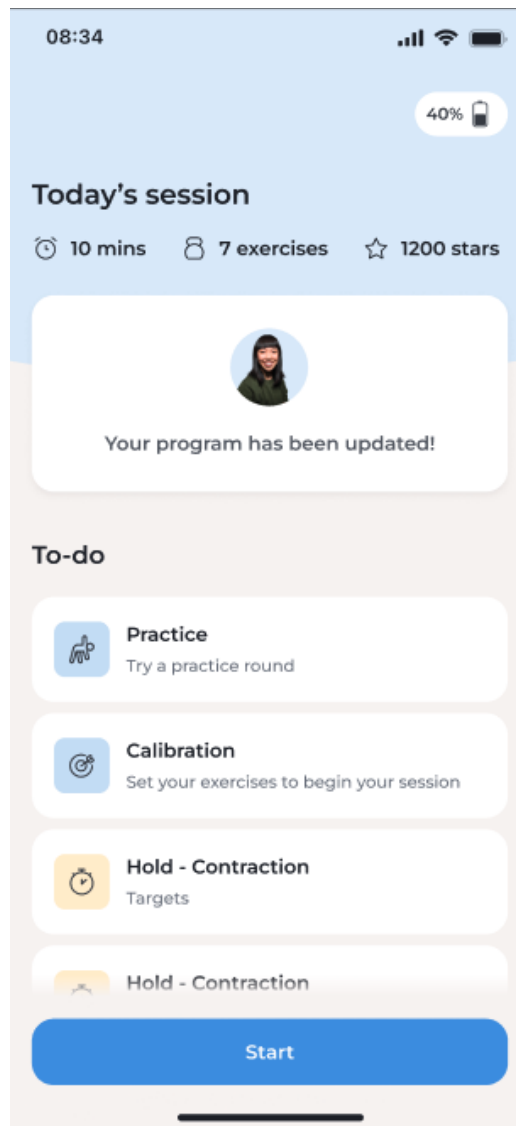 08:34
40%
Today's session
10 mins
7 exercises
1200 stars
Your program has been updated!
To-do
Practice
Try a practice round
Calibration
Set your exercises to begin your session
Hold - Contraction
Targets
Hold - Contraction
Start